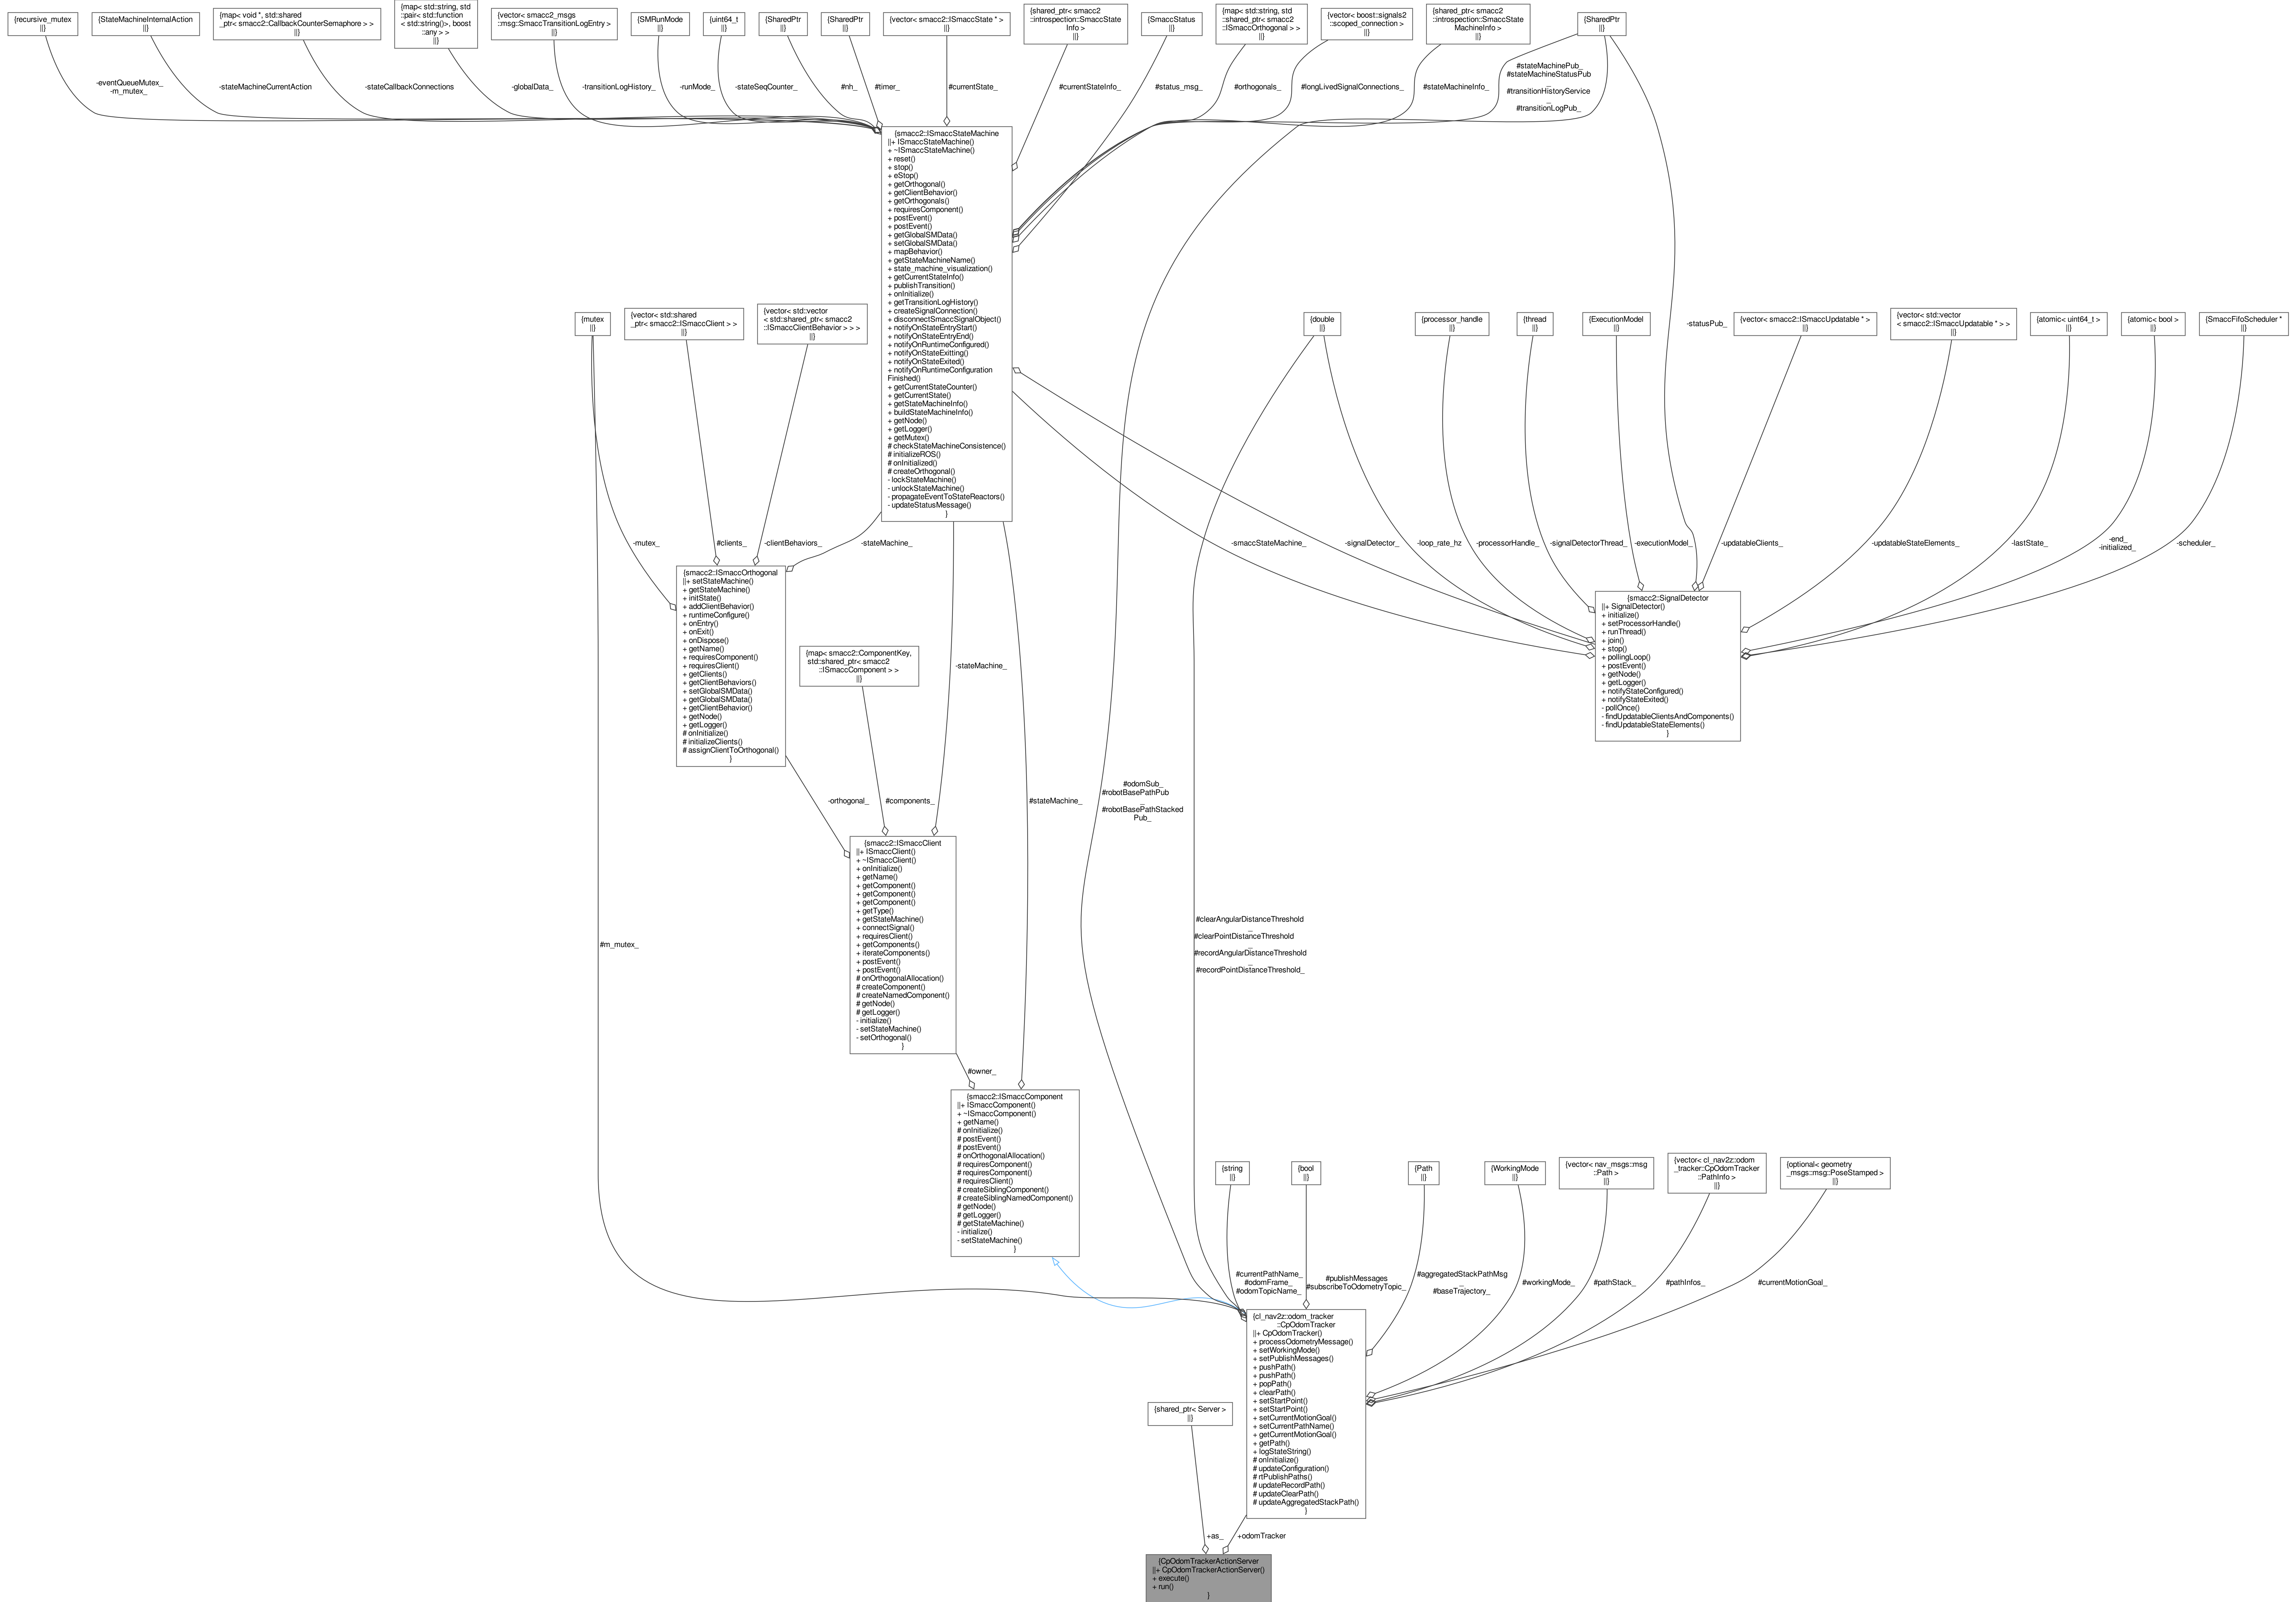 {recursive_mutex
||}
{StateMachineInternalAction
||}
{map< void *, std::shared
_ptr< smacc2::CallbackCounterSemaphore > >
||}
{map< std::string, std
::pair< std::function
< std::string()>, boost
::any > >
||}
{vector< smacc2_msgs
::msg::SmaccTransitionLogEntry >
||}
{SMRunMode
||}
{uint64_t
||}
{SharedPtr
||}
{SharedPtr
||}
{vector< smacc2::ISmaccState * >
||}
{shared_ptr< smacc2
::introspection::SmaccState
Info >
||}
{SmaccStatus
||}
{map< std::string, std
::shared_ptr< smacc2
::ISmaccOrthogonal > >
||}
{vector< boost::signals2
::scoped_connection >
||}
{shared_ptr< smacc2
::introspection::SmaccState
MachineInfo >
||}
{SharedPtr
||}
-eventQueueMutex_
-m_mutex_
-stateMachineCurrentAction
-stateCallbackConnections
-globalData_
-transitionLogHistory_
-runMode_
-stateSeqCounter_
#nh_
#timer_
#currentState_
#currentStateInfo_
#status_msg_
#orthogonals_
#longLivedSignalConnections_
#stateMachineInfo_
#stateMachinePub_
#stateMachineStatusPub
_
#transitionHistoryService
_
#transitionLogPub_
{smacc2::ISmaccStateMachine
||+ ISmaccStateMachine()
+ ~ISmaccStateMachine()
+ reset()
+ stop()
+ eStop()
+ getOrthogonal()
+ getClientBehavior()
+ getOrthogonals()
+ requiresComponent()
+ postEvent()
+ postEvent()
+ getGlobalSMData()
+ setGlobalSMData()
+ mapBehavior()
+ getStateMachineName()
+ state_machine_visualization()
+ getCurrentStateInfo()
+ publishTransition()
+ onInitialize()
+ getTransitionLogHistory()
+ createSignalConnection()
+ disconnectSmaccSignalObject()
+ notifyOnStateEntryStart()
+ notifyOnStateEntryEnd()
+ notifyOnRuntimeConfigured()
+ notifyOnStateExitting()
+ notifyOnStateExited()
+ notifyOnRuntimeConfiguration
Finished()
+ getCurrentStateCounter()
+ getCurrentState()
+ getStateMachineInfo()
+ buildStateMachineInfo()
+ getNode()
+ getLogger()
+ getMutex()
# checkStateMachineConsistence()
# initializeROS()
# onInitialized()
# createOrthogonal()
- lockStateMachine()
- unlockStateMachine()
- propagateEventToStateReactors()
- updateStatusMessage()
}
{mutex
||}
{vector< std::shared
_ptr< smacc2::ISmaccClient > >
||}
{vector< std::vector
< std::shared_ptr< smacc2
::ISmaccClientBehavior > > >
||}
{double
||}
{processor_handle
||}
{thread
||}
{ExecutionModel
||}
-statusPub_
{vector< smacc2::ISmaccUpdatable * >
||}
{vector< std::vector
< smacc2::ISmaccUpdatable * > >
||}
{atomic< uint64_t >
||}
{atomic< bool >
||}
{SmaccFifoScheduler *
||}
-mutex_
#clients_
-clientBehaviors_
-stateMachine_
-smaccStateMachine_
-signalDetector_
-loop_rate_hz
-processorHandle_
-signalDetectorThread_
-executionModel_
-updatableClients_
-updatableStateElements_
-lastState_
-end_
-initialized_
-scheduler_
{smacc2::ISmaccOrthogonal
||+ setStateMachine()
+ getStateMachine()
+ initState()
+ addClientBehavior()
+ runtimeConfigure()
+ onEntry()
+ onExit()
+ onDispose()
+ getName()
+ requiresComponent()
+ requiresClient()
+ getClients()
+ getClientBehaviors()
+ setGlobalSMData()
+ getGlobalSMData()
+ getClientBehavior()
+ getNode()
+ getLogger()
# onInitialize()
# initializeClients()
# assignClientToOrthogonal()
}
{smacc2::SignalDetector
||+ SignalDetector()
+ initialize()
+ setProcessorHandle()
+ runThread()
+ join()
+ stop()
+ pollingLoop()
+ postEvent()
+ getNode()
+ getLogger()
+ notifyStateConfigured()
+ notifyStateExited()
- pollOnce()
- findUpdatableClientsAndComponents()
- findUpdatableStateElements()
}
{map< smacc2::ComponentKey,
std::shared_ptr< smacc2
::ISmaccComponent > >
||}
-stateMachine_
-orthogonal_
#components_
#stateMachine_
#odomSub_
#robotBasePathPub
_
#robotBasePathStacked
Pub_
{smacc2::ISmaccClient
||+ ISmaccClient()
+ ~ISmaccClient()
+ onInitialize()
+ getName()
+ getComponent()
+ getComponent()
+ getComponent()
+ getType()
+ getStateMachine()
+ connectSignal()
+ requiresClient()
+ getComponents()
+ iterateComponents()
+ postEvent()
+ postEvent()
# onOrthogonalAllocation()
# createComponent()
# createNamedComponent()
# getNode()
# getLogger()
- initialize()
- setStateMachine()
- setOrthogonal()
}
#m_mutex_
#clearAngularDistanceThreshold
_
#clearPointDistanceThreshold
_
#recordAngularDistanceThreshold
_
#recordPointDistanceThreshold_
#owner_
{smacc2::ISmaccComponent
||+ ISmaccComponent()
+ ~ISmaccComponent()
+ getName()
# onInitialize()
# postEvent()
# postEvent()
# onOrthogonalAllocation()
# requiresComponent()
# requiresComponent()
# requiresClient()
# createSiblingComponent()
# createSiblingNamedComponent()
# getNode()
# getLogger()
# getStateMachine()
- initialize()
- setStateMachine()
}
{string
||}
{bool
||}
{Path
||}
{WorkingMode
||}
{vector< nav_msgs::msg
::Path >
||}
{vector< cl_nav2z::odom
_tracker::CpOdomTracker
::PathInfo >
||}
{optional< geometry
_msgs::msg::PoseStamped >
||}
#currentPathName_
#odomFrame_
#odomTopicName_
#publishMessages
#subscribeToOdometryTopic_
#aggregatedStackPathMsg
_
#baseTrajectory_
#workingMode_
#pathStack_
#pathInfos_
#currentMotionGoal_
{cl_nav2z::odom_tracker
::CpOdomTracker
||+ CpOdomTracker()
+ processOdometryMessage()
+ setWorkingMode()
+ setPublishMessages()
+ pushPath()
+ pushPath()
+ popPath()
+ clearPath()
+ setStartPoint()
+ setStartPoint()
+ setCurrentMotionGoal()
+ setCurrentPathName()
+ getCurrentMotionGoal()
+ getPath()
+ logStateString()
# onInitialize()
# updateConfiguration()
# rtPublishPaths()
# updateRecordPath()
# updateClearPath()
# updateAggregatedStackPath()
}
{shared_ptr< Server >
||}
+as_
+odomTracker
{CpOdomTrackerActionServer
||+ CpOdomTrackerActionServer()
+ execute()
+ run()
}